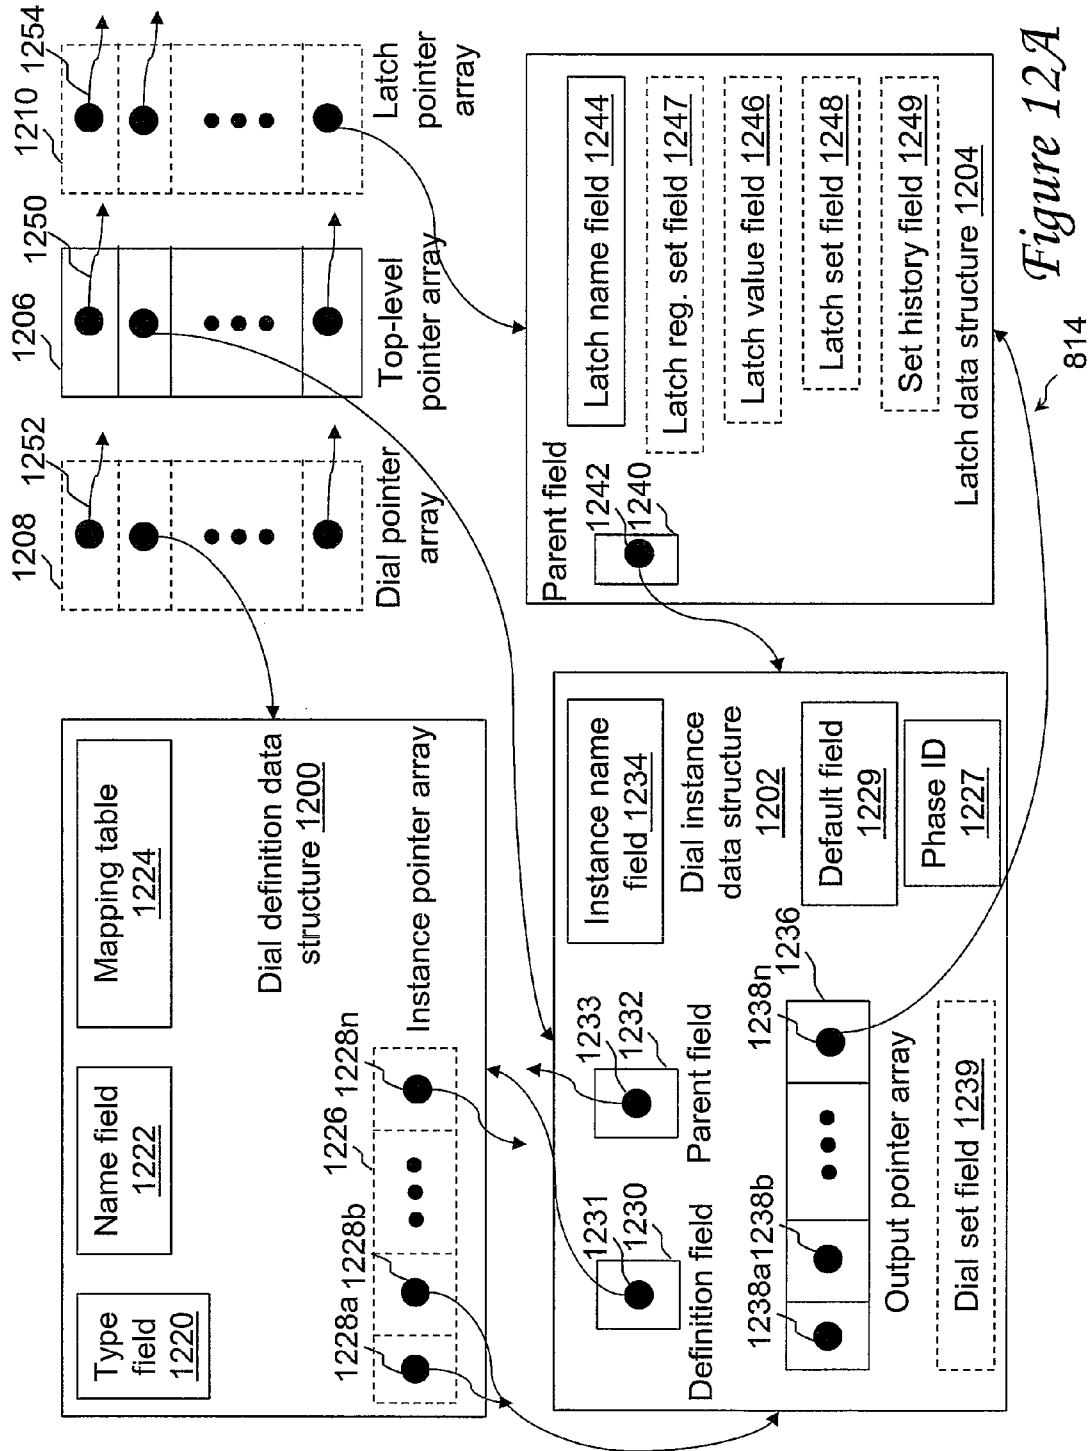 Type
field
1220
Name field
1222
Mapping table
1224
Dial definition data
structure 1200
Instance pointer array
1226
1228a
1228b
1228n
1208
1252
Dial pointer
array
1206
1250
Top-level
pointer array
1210
1254
Latch
pointer
array
1231
1230
Definition field
1233
1232
Parent field
Instance name
field 1234
Dial instance
data structure
1202
1238a
1238b
1238n
1236
Output pointer array
Default field
1229
Phase ID
1227
Dial set field 1239
Parent field
1242
1240
Latch name field 1244
Latch reg. set field 1247
Latch value field 1246
Latch set field 1248
Set history field 1249
Latch data structure 1204
814
Figure 12A